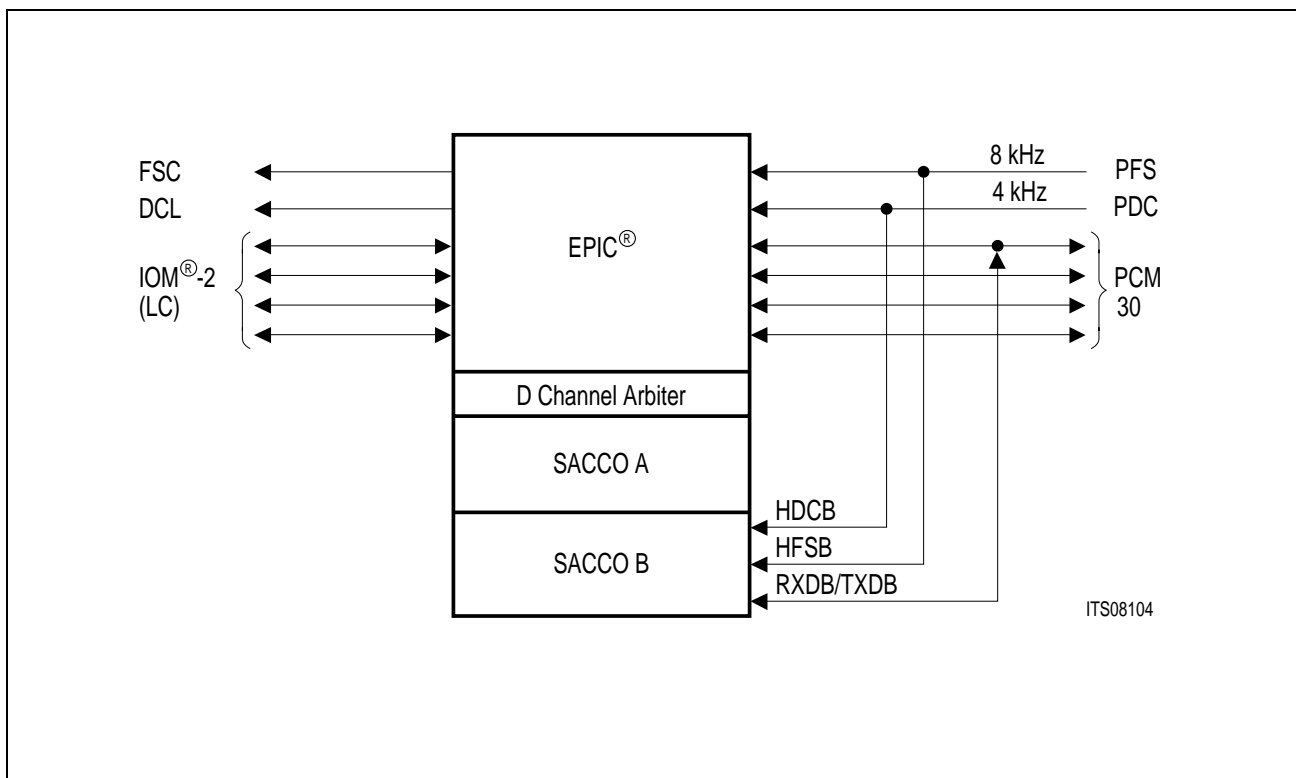 FSC
DCL
IOM®-2
(LC)
EPIC®
8 kHz
PFS
4 kHz
PDC
PCM
30
D Channel Arbiter
SACCO A
SACCO B
HDCB
HFSB
RXDB/TXDB
ITS08104